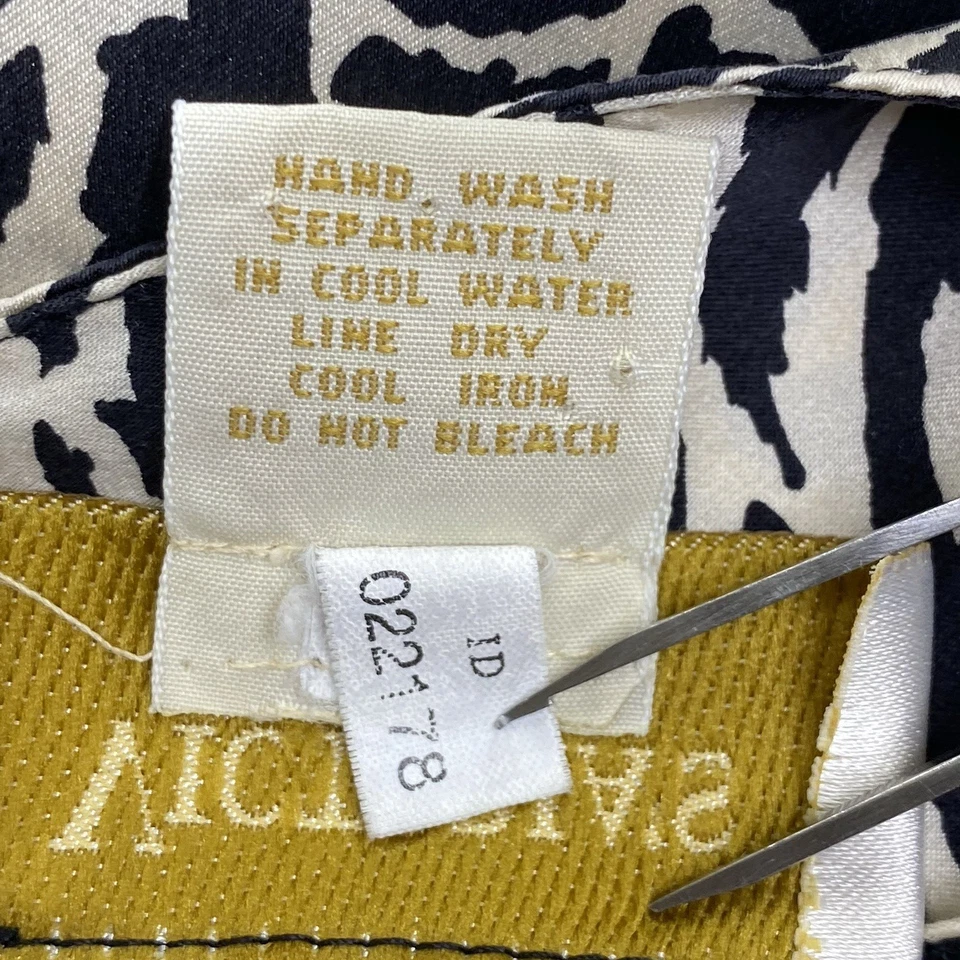 HAND. WASH
SEPARATELY
IN COOL WATER
LINE DRY
COOL IRON
DO NOT BLEACH
ID
022178